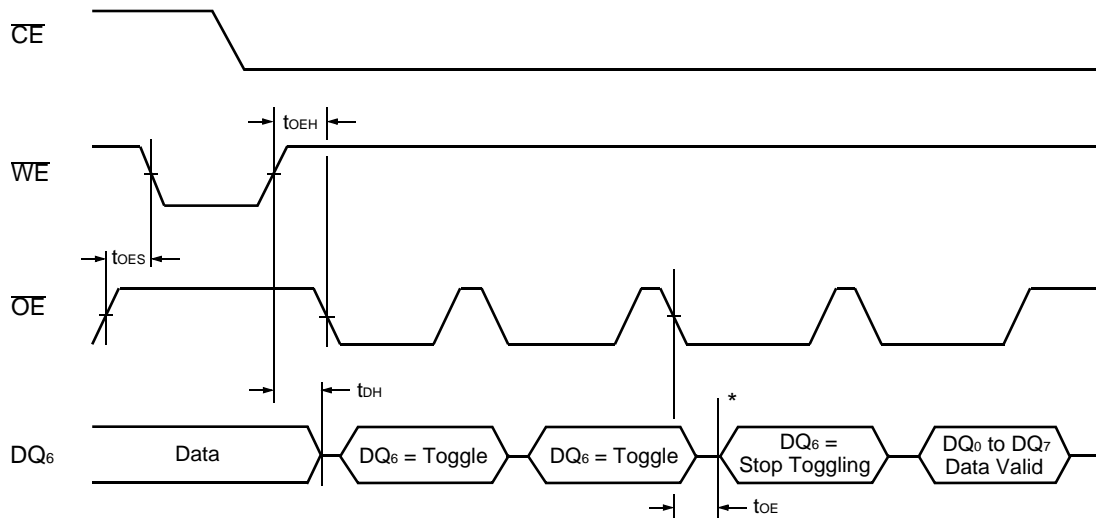 CE
tOEH
WE
tOES
OE
tDH
*
DQ6
Data
DQ6 = Toggle
DQ6 = Toggle
DQ6 =
Stop Toggling
DQ0 to DQ7
Data Valid
tOE